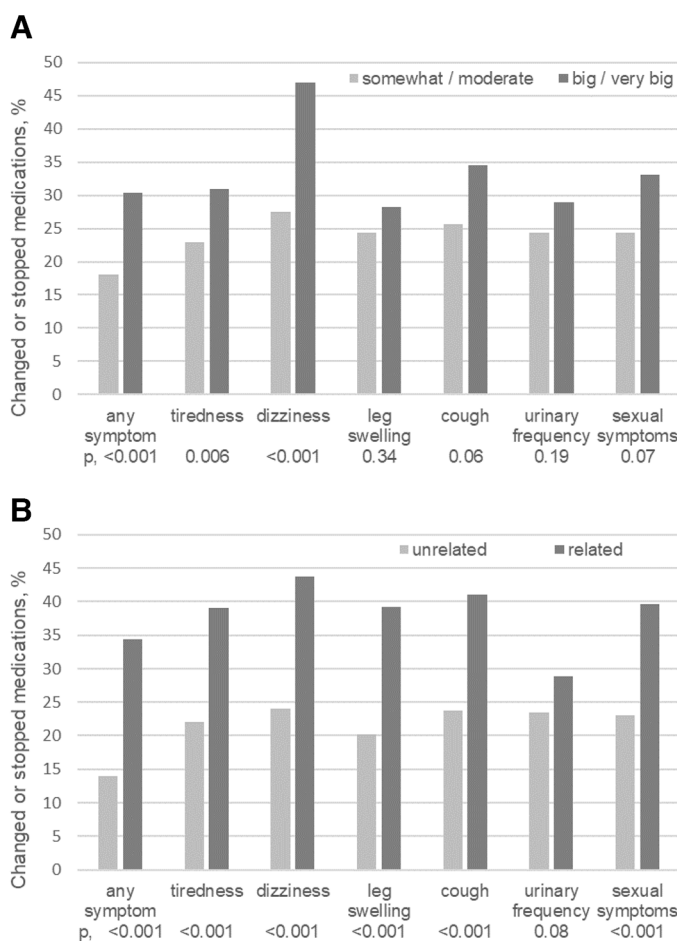 A
Changed or stopped medications, %
50
45
40
35
30
25
20
15
10
5
0
somewhat / moderate big / very big
any tiredness dizziness leg cough urinary sexual
symptom swelling frequency symptoms
p, <0.001 0.006 <0.001 0.34 0.06 0.19 0.07
B
Changed or stopped medications, %
50
45
40
35
30
25
20
15
10
5
0
unrelated related
any tiredness dizziness leg cough urinary sexual
symptom swelling frequency symptoms
p, <0.001 <0.001 <0.001 <0.001 <0.001 0.08 <0.001